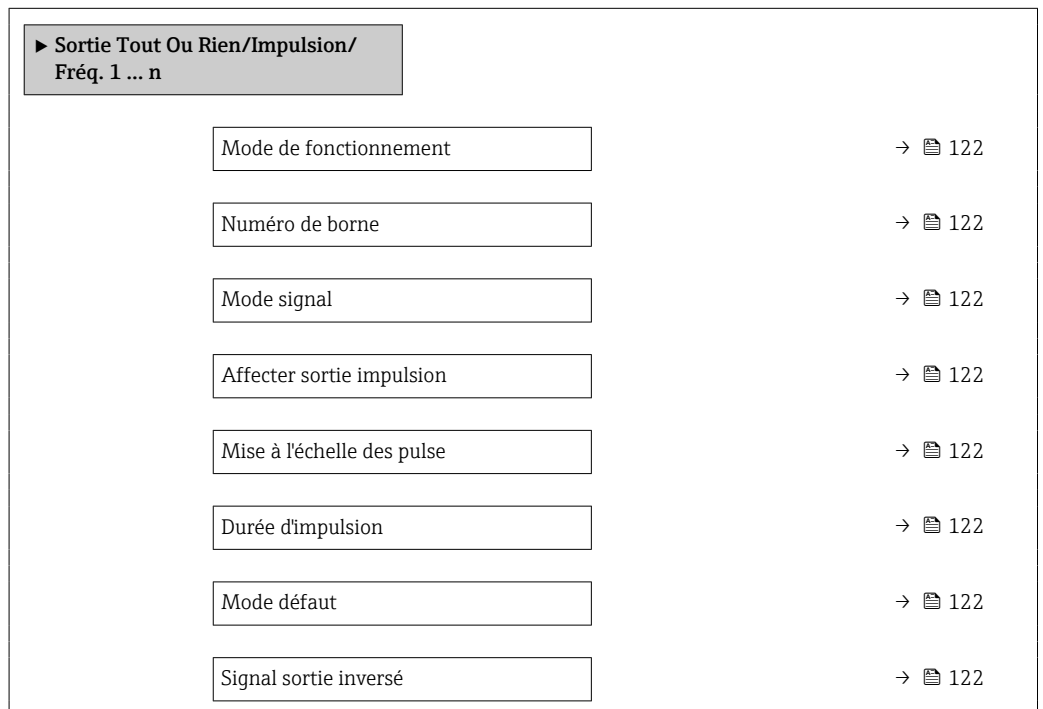 ▶ Sortie Tout Ou Rien/Impulsion/
Fréq. 1 ... n
Mode de fonctionnement → 122
Numéro de borne → 122
Mode signal → 122
Affecter sortie impulsion → 122
Mise à l'échelle des pulse → 122
Durée d'impulsion → 122
Mode défaut → 122
Signal sortie inversé → 122